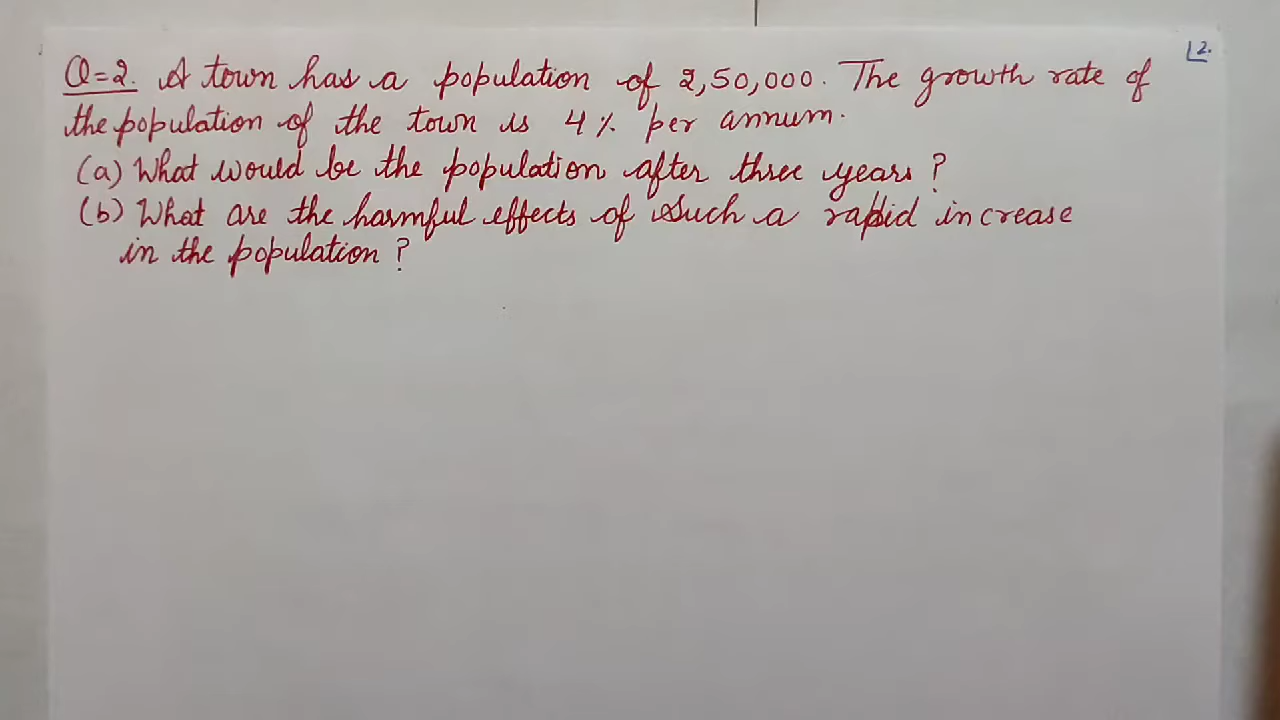 2.
Q=2. A town has a population of 2,50,000. The growth rate of
the population of the town is 4% per annum.
(a) What would be the population after three years?
(b) What are the harmful effects of such a rapid increase
in the population?